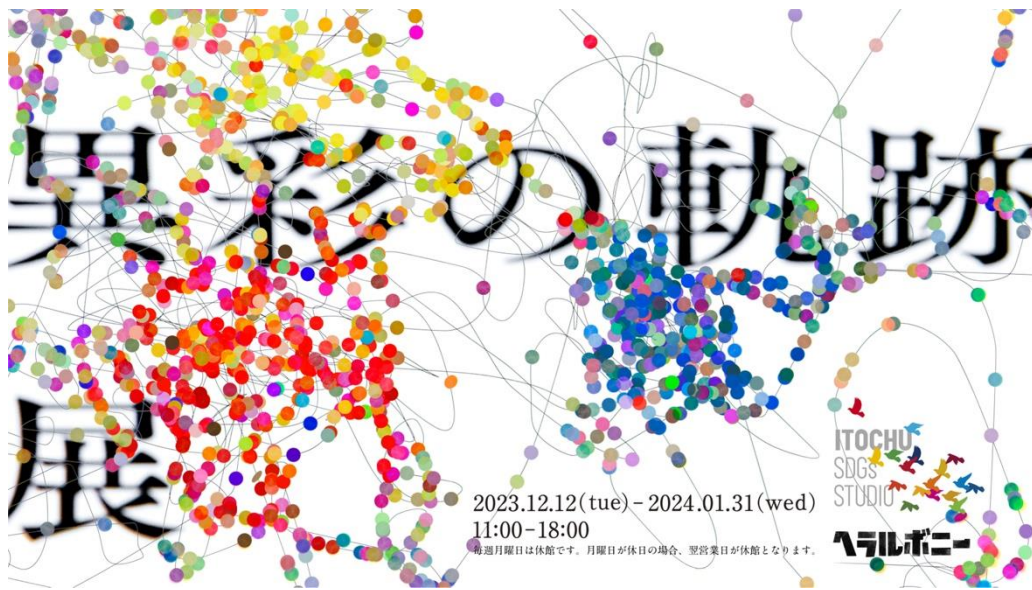 異彩の軌跡
展
2023.12.12(tue)–2024.01.31(wed)
11:00–18:00
毎週月曜日は休館です。月曜日が休日の場合、翌営業日が休館となります。
ITOCHU
SDGs
STUDIO
ヘラルボニー